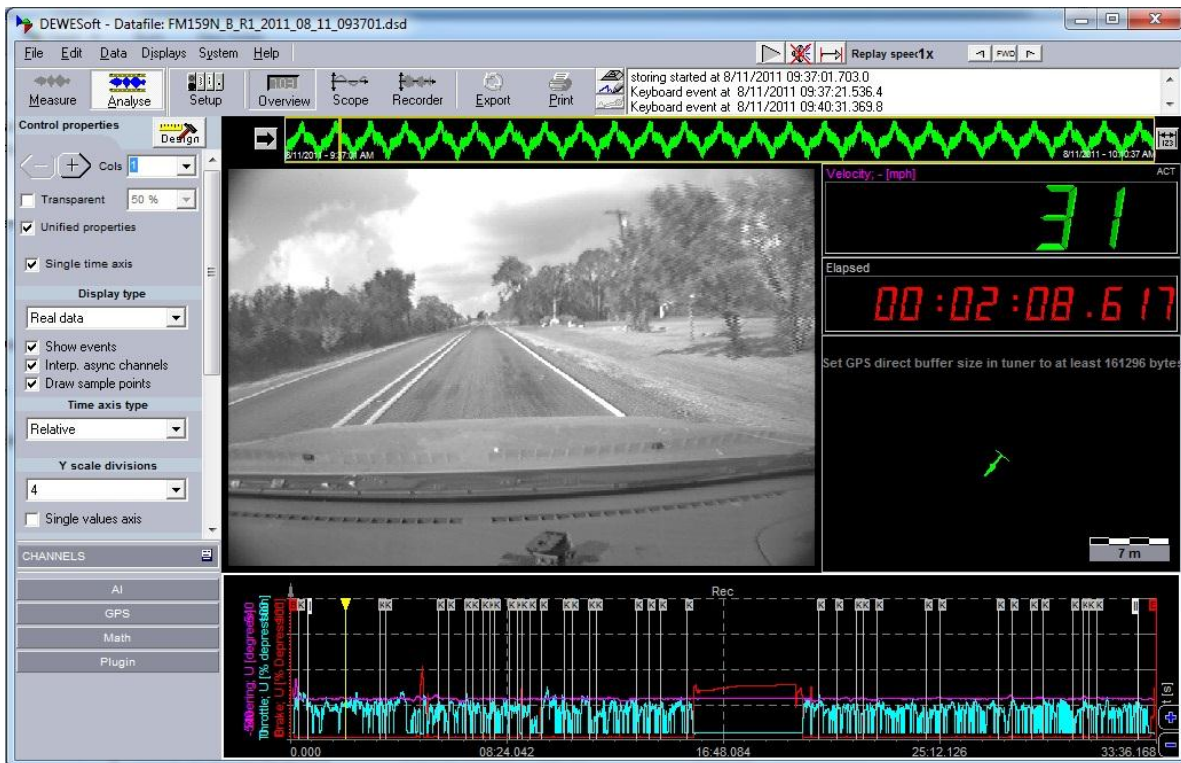 DEWESoft - Datafile: FM159N_B_R1_2011_08_11_093701.dsd
File Edit Data Displays System Help
Replay speed 1x
FWD
Measure Analyse Setup Overview Scope Recorder Export Print
storing started at 8/11/2011 09:37:01.703.0
Keyboard event at 8/11/2011 09:37:21.536.4
Keyboard event at 8/11/2011 09:40:31.369.8
Control properties
Design
Cols 1
Transparent 50 %
Unified properties
Single time axis
Display type
Real data
Show events
Interp. async channels
Draw sample points
Time axis type
Relative
Y scale divisions
4
Single values axis
CHANNELS
AI
GPS
Math
Plugin
123
Velocity; - [mph] ACT
31
Elapsed
00:02:08.617
Set GPS direct buffer size in tuner to at least 161296 byte
7 m
Rec
K K K K K K K K K K K K K K K K K K
t [s]
0.000 08:24.042 16:48.084 25:12.126 33:36.168